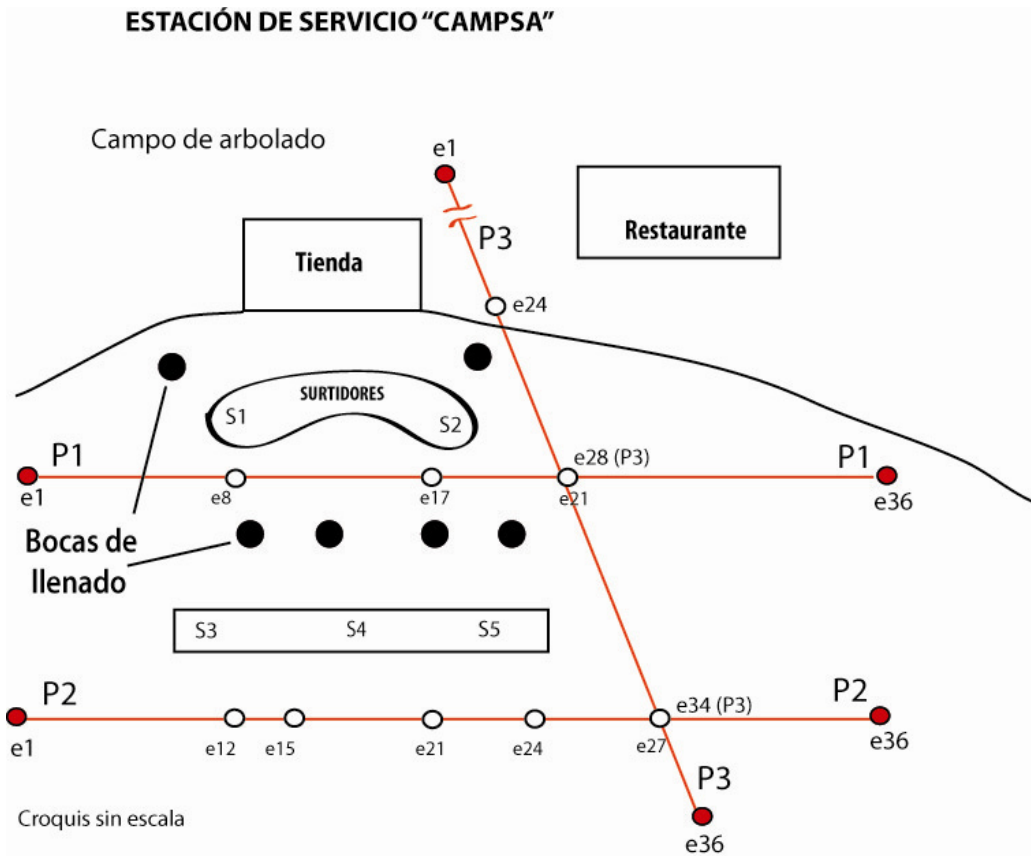 ESTACIÓN DE SERVICIO “CAMPSA”
Campo de arbolado
e1
Restaurante
P3
Tienda
e24
SURTIDORES
S1
S2
P1
e28 (P3)
P1
e1
e8
e17
e21
e36
Bocas de
llenado
S3
S4
S5
P2
e34 (P3)
P2
e1
e12
e15
e21
e24
e27
e36
P3
Croquis sin escala
e36